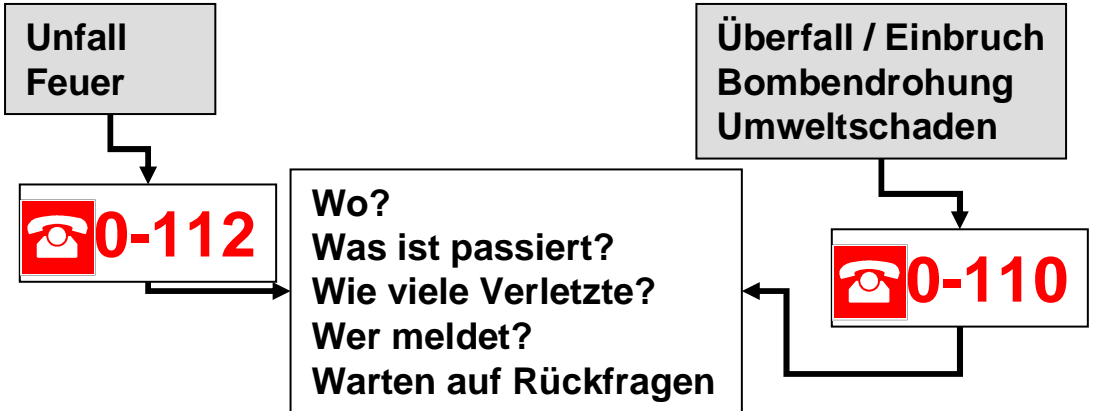 Unfall
Feuer
Überfall / Einbruch
Bombendrohung
Umweltschaden
0-112
Wo?
Was ist passiert?
Wie viele Verletzte?
Wer meldet?
Warten auf Rückfragen
0-110